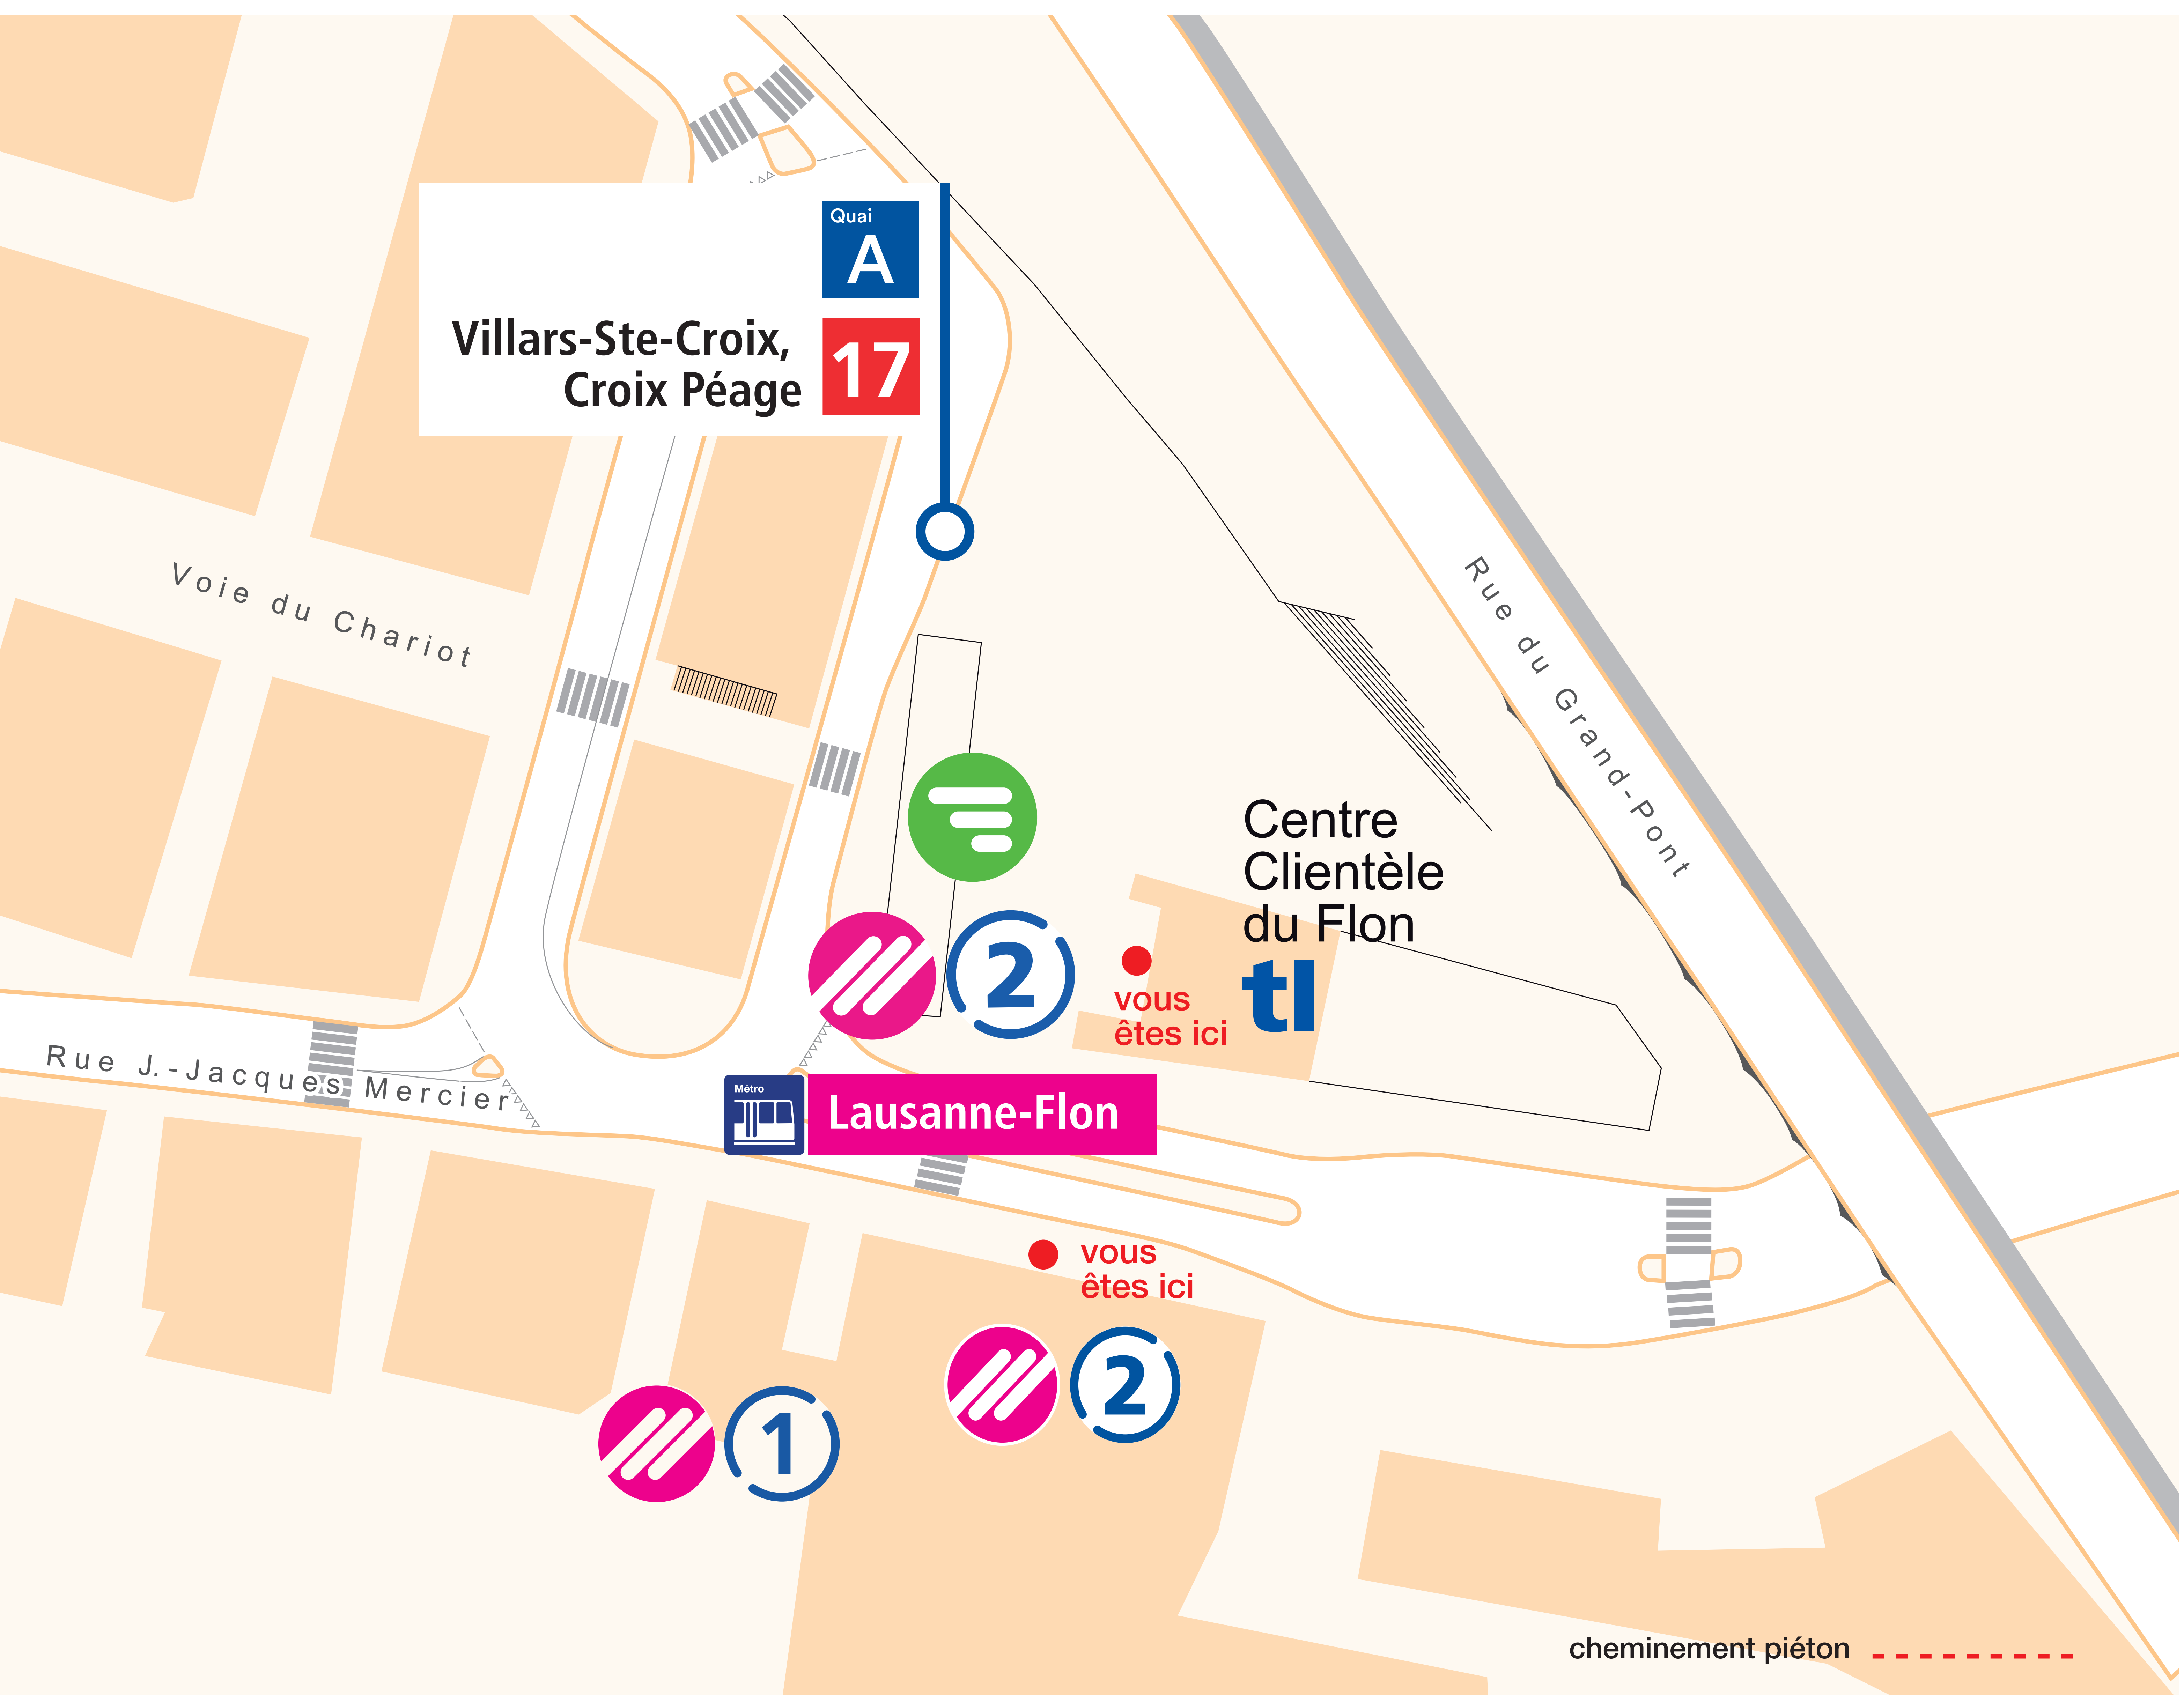 Quai
A
Villars-Ste-Croix,
Croix Péage
17
Voie du Chariot
Rue du Grand-Pont
Centre
Clientèle
du Flon
tl
2
vous
êtes ici
Rue J.-Jacques Mercier
Métro
Lausanne-Flon
vous
êtes ici
2
1
cheminement piéton